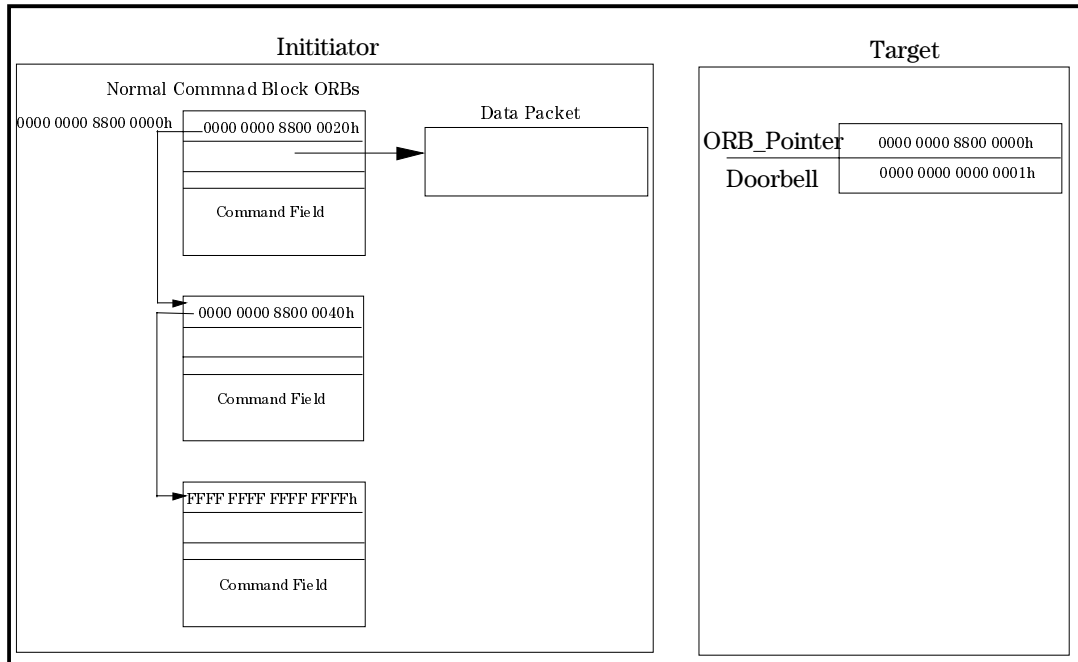 Inititiator
Target
Normal Commnad Block ORBs
0000 0000 8800 0000h
0000 0000 8800 0020h
Data Packet
Command Field
ORB_Pointer
0000 0000 8800 0000h
Doorbell
0000 0000 0000 0001h
0000 0000 8800 0040h
Command Field
FFFF FFFF FFFF FFFFh
Command Field